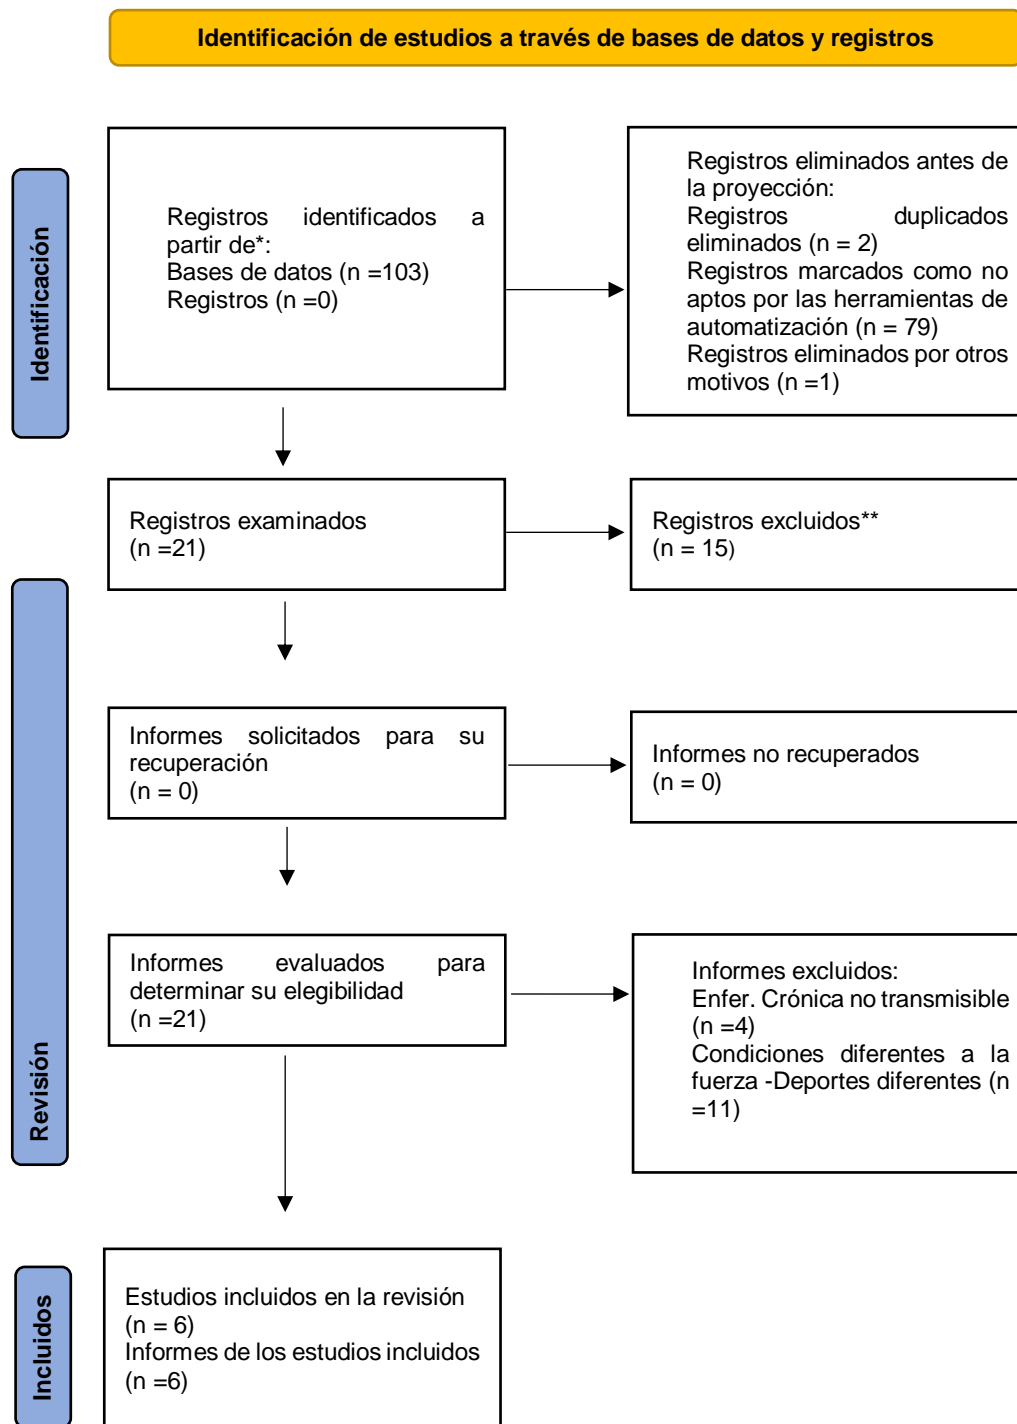 Identificación de estudios a través de bases de datos y registros
Identificación
Registros identificados a
partir de*:
Bases de datos (n =103)
Registros (n =0)
Registros eliminados antes de
la proyección:
Registros duplicados
eliminados (n = 2)
Registros marcados como no
aptos por las herramientas de
automatización (n = 79)
Registros eliminados por otros
motivos (n =1)
Registros examinados
(n =21)
Registros excluidos**
(n = 15)
Revisión
Informes solicitados para su
recuperación
(n = 0)
Informes no recuperados
(n = 0)
Informes evaluados para
determinar su elegibilidad
(n =21)
Informes excluidos:
Enfer. Crónica no transmisible
(n =4)
Condiciones diferentes a la
fuerza -Deportes diferentes (n
=11)
Incluidos
Estudios incluidos en la revisión
(n = 6)
Informes de los estudios incluidos
(n =6)